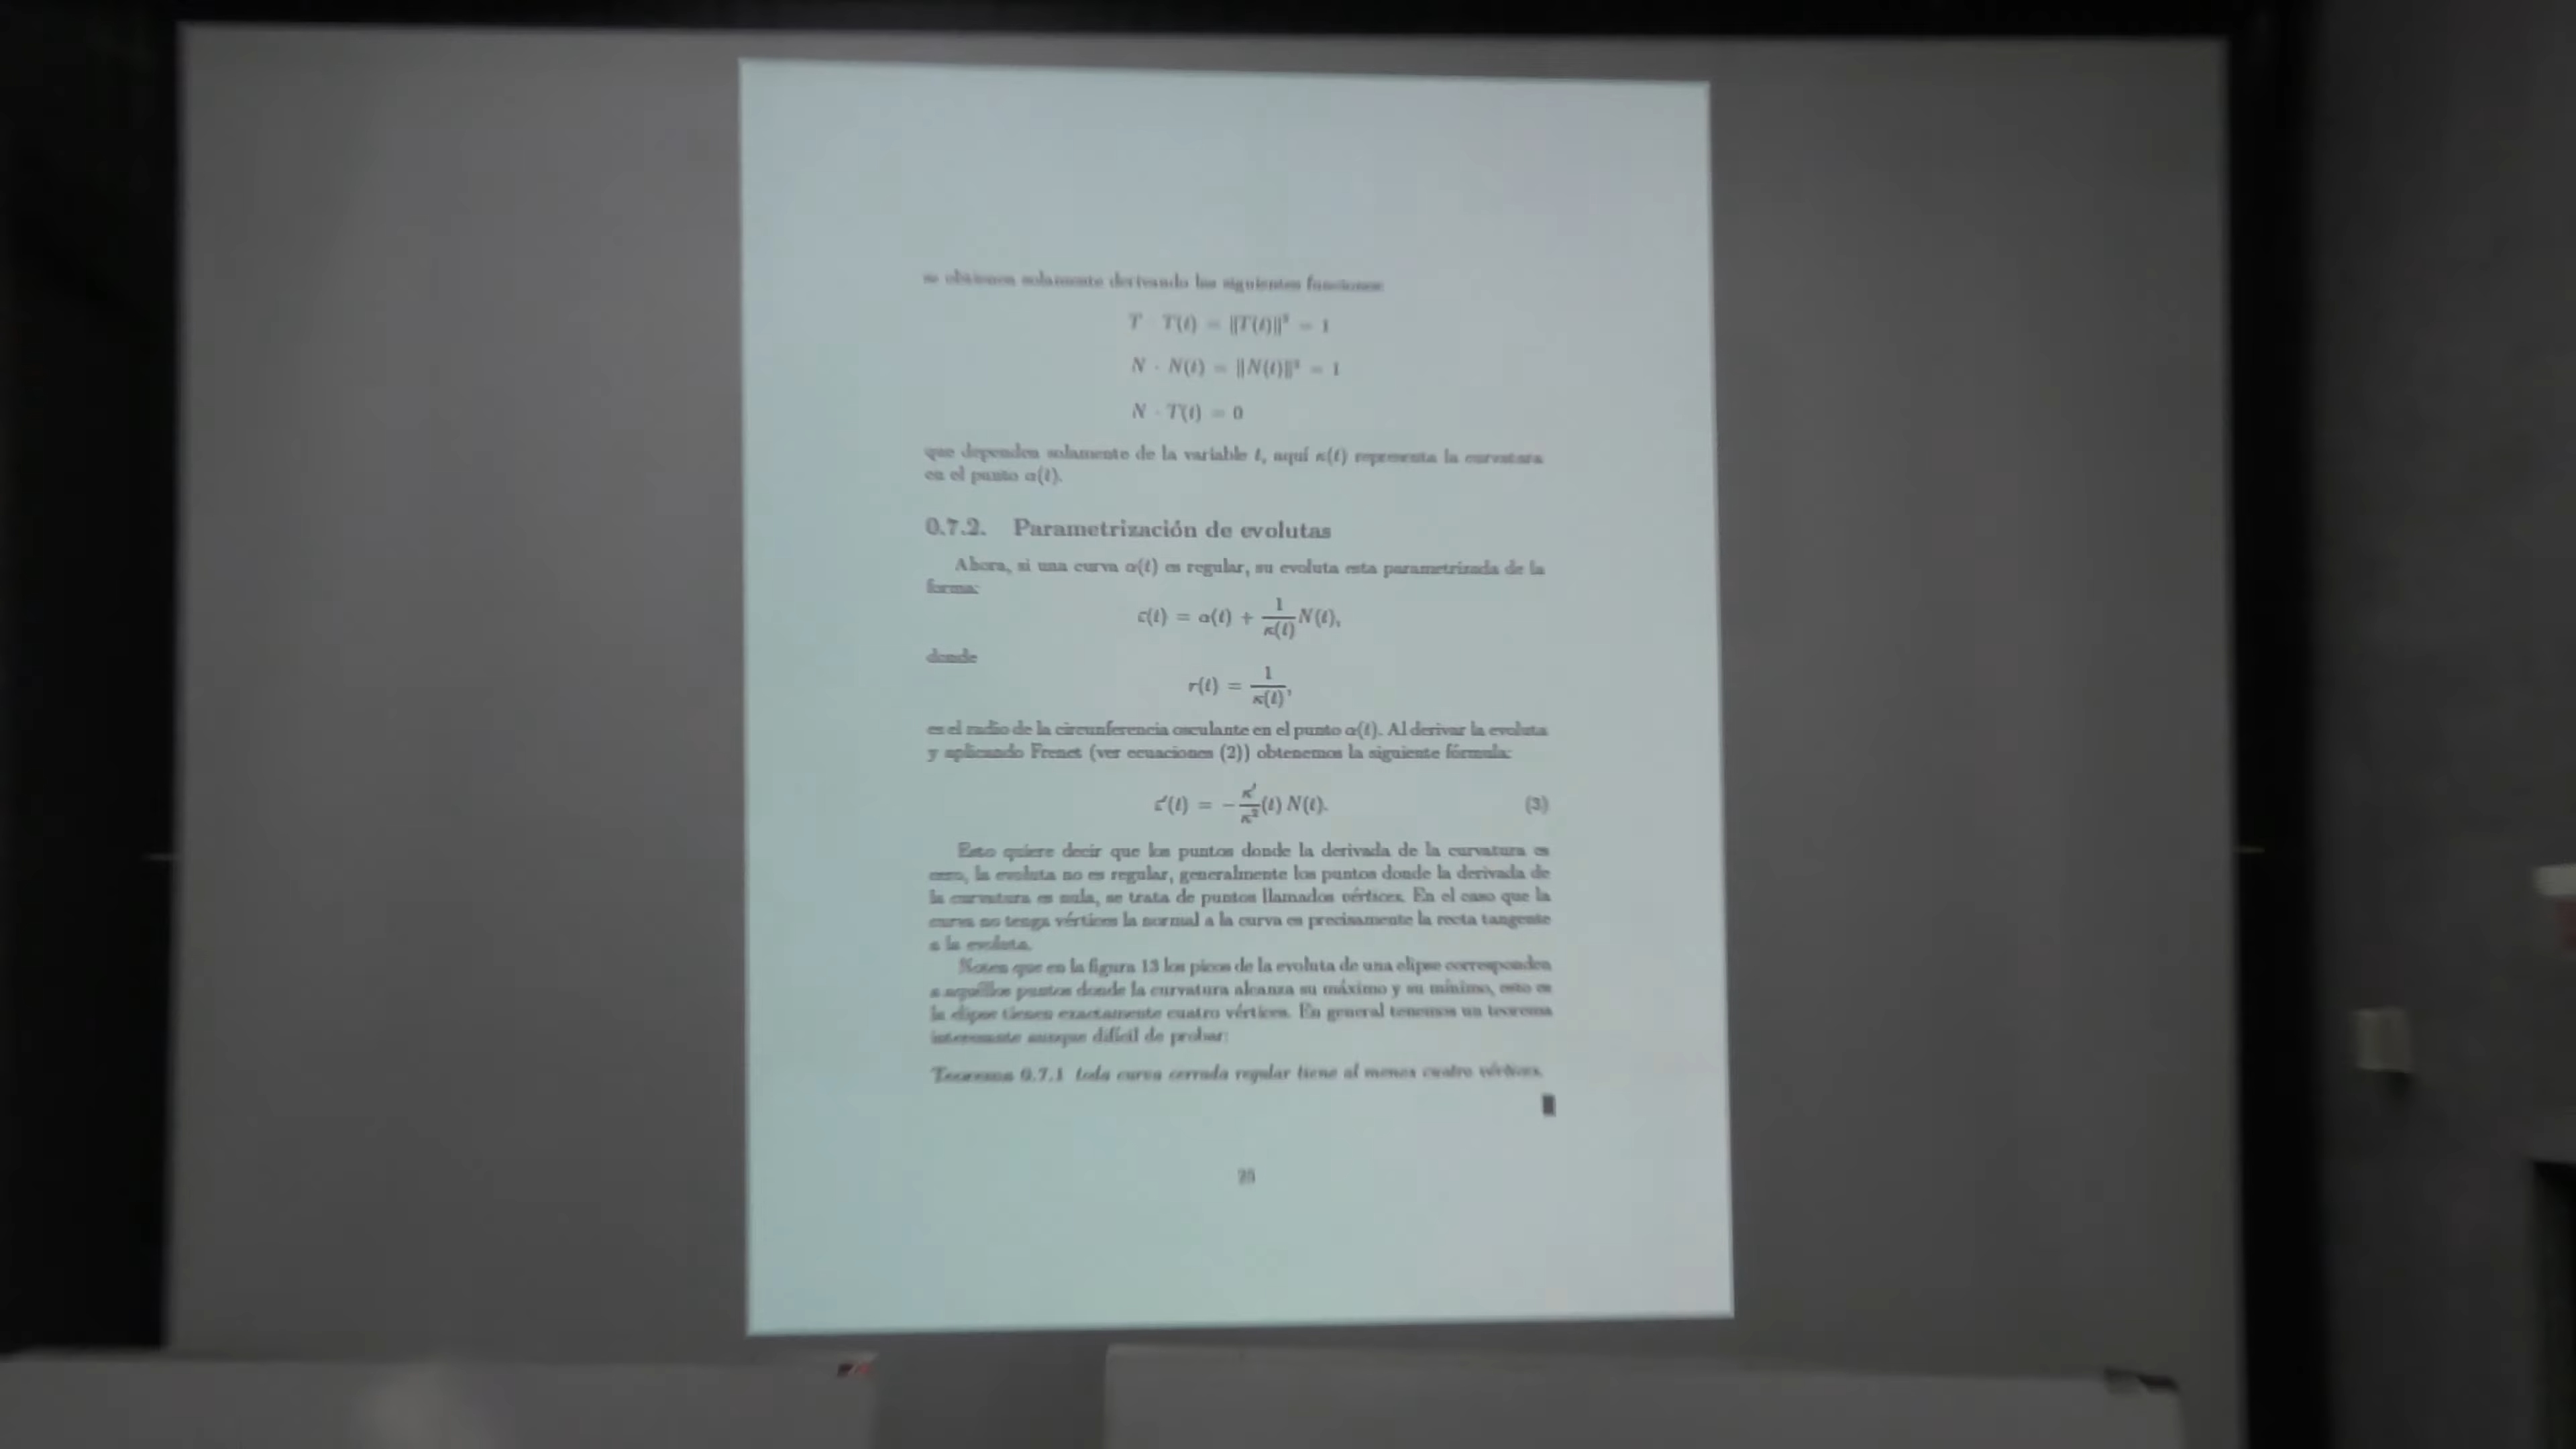 se obtienen solamente derivando las siguientes funciones:
T · T(t) = ||T(t)||² = 1
N · N(t) = ||N(t)||² = 1
N · T(t) = 0
que dependen solamente de la variable t, aquí κ(t) representa la curvatura
en el punto α(t).
0.7.2. Parametrización de evolutas
Ahora, si una curva α(t) es regular, su evoluta esta parametrizada de la
forma:
c(t) = α(t) + 1/κ(t) N(t),
donde
r(t) = 1/κ(t),
es el radio de la circunferencia osculante en el punto α(t). Al derivar la evoluta
y aplicando Frenet (ver ecuaciones (2)) obtenemos la siguiente fórmula:
c′(t) = − κ′/κ² (t) N(t). (3)
Esto quiere decir que los puntos donde la derivada de la curvatura es
cero, la evoluta no es regular, generalmente los puntos donde la derivada de
la curvatura es nula, se trata de puntos llamados vértices. En el caso que la
curva no tenga vértices la normal a la curva es precisamente la recta tangente
a la evoluta.
Noten que en la figura 13 los picos de la evoluta de una elipse corresponden
a aquéllos puntos donde la curvatura alcanza su máximo y su mínimo, esto es
la elipse tienen exactamente cuatro vértices. En general tenemos un teorema
interesante aunque difícil de probar:
Teorema 0.7.1 toda curva cerrada regular tiene al menos cuatro vértices.